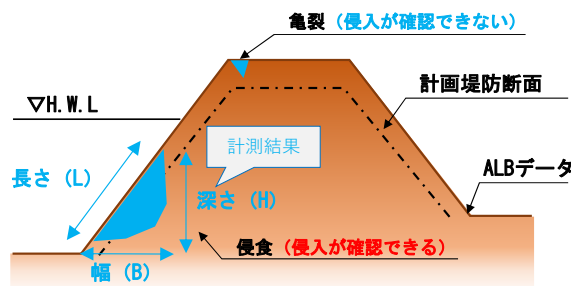 亀裂(侵入が確認できない)
計画堤防断面
▽H.W.L
計測結果
長さ(L)
ALBデータ
深さ(H)
侵食(侵入が確認できる)
幅(B)